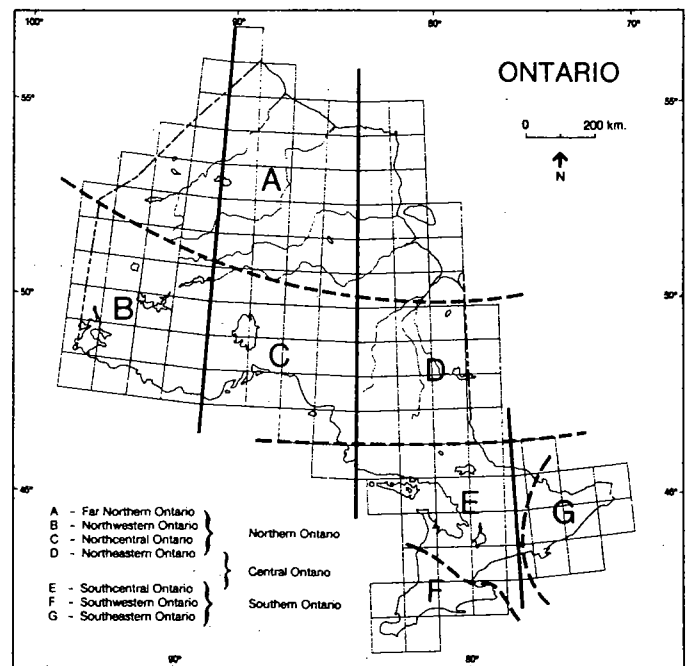 100° 90° 80° 70°
ONTARIO
55° 55°
0 200 km.
N
A
50° 50°
B
C
D
45° 45°
E
G
F
A - Far Northern Ontario
B - Northwestern Ontario
C - Northcentral Ontario
D - Northeastern Ontario
Northern Ontario
Central Ontario
E - Southcentral Ontario
F - Southwestern Ontario
G - Southeastern Ontario
Southern Ontario
90° 80°